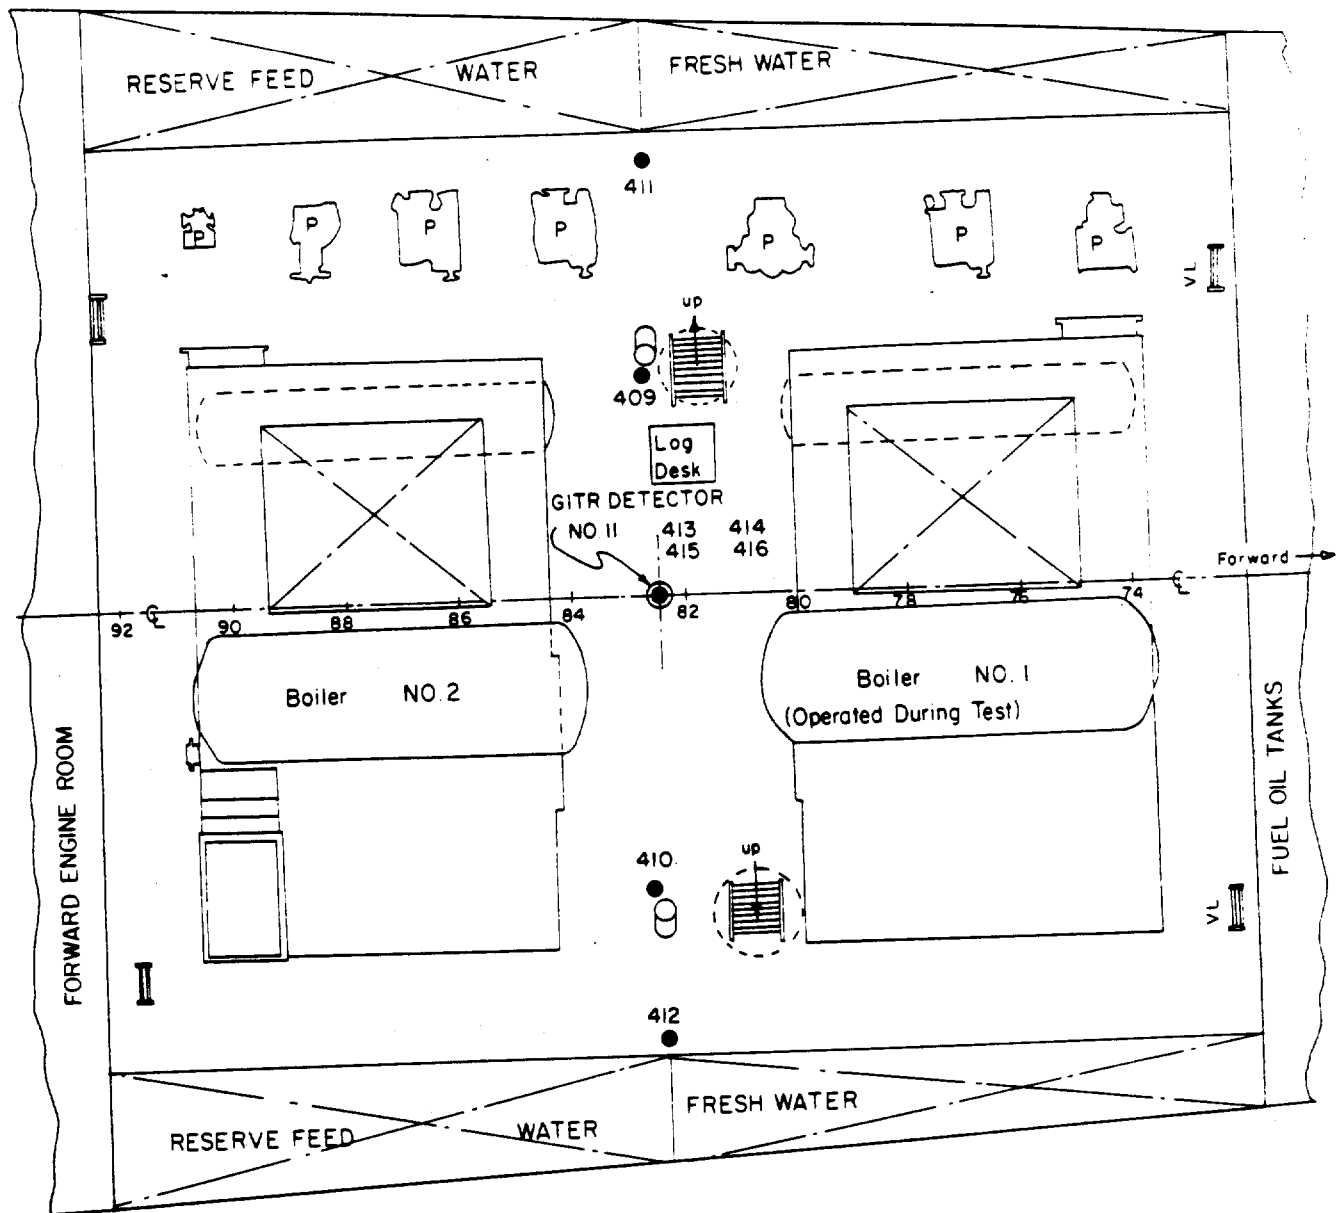 RESERVE FEED WATER FRESH WATER
411
P P P P P P P
VL
up
409
Log
Desk
GITR DETECTOR
NO. 11 413 414
415 416
Forward
92 ℄ 90 88 86 84 82 80 78 76 74 ℄
Boiler NO. 2
Boiler NO. 1
(Operated During Test)
FORWARD ENGINE ROOM
FUEL OIL TANKS
410
up
VL
412
RESERVE FEED WATER FRESH WATER